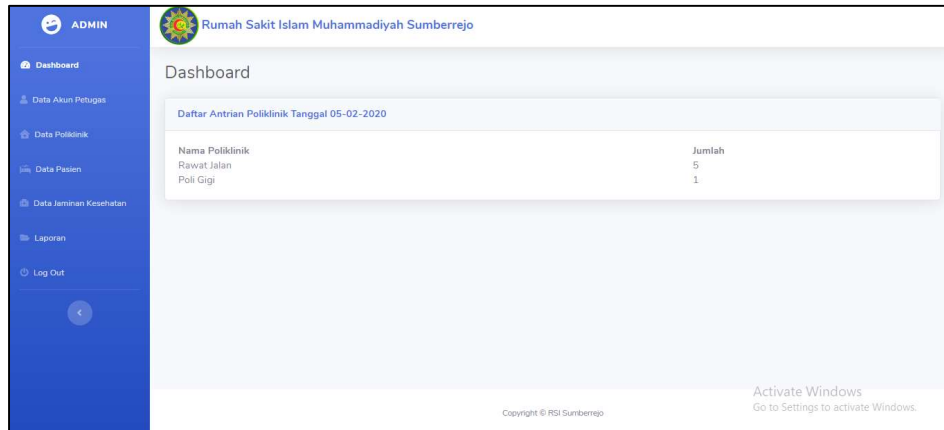 ADMIN
Dashboard
Data Akun Petugas
Data Poliklinik
Data Pasien
Data Jaminan Kesehatan
Laporan
Log Out
Rumah Sakit Islam Muhammadiyah Sumberrejo
Dashboard
Daftar Antrian Poliklinik Tanggal 05-02-2020
Nama Poliklinik Jumlah
Rawat Jalan 5
Poli Gigi 1
Copyright © RSI Sumberrejo
Activate Windows
Go to Settings to activate Windows.